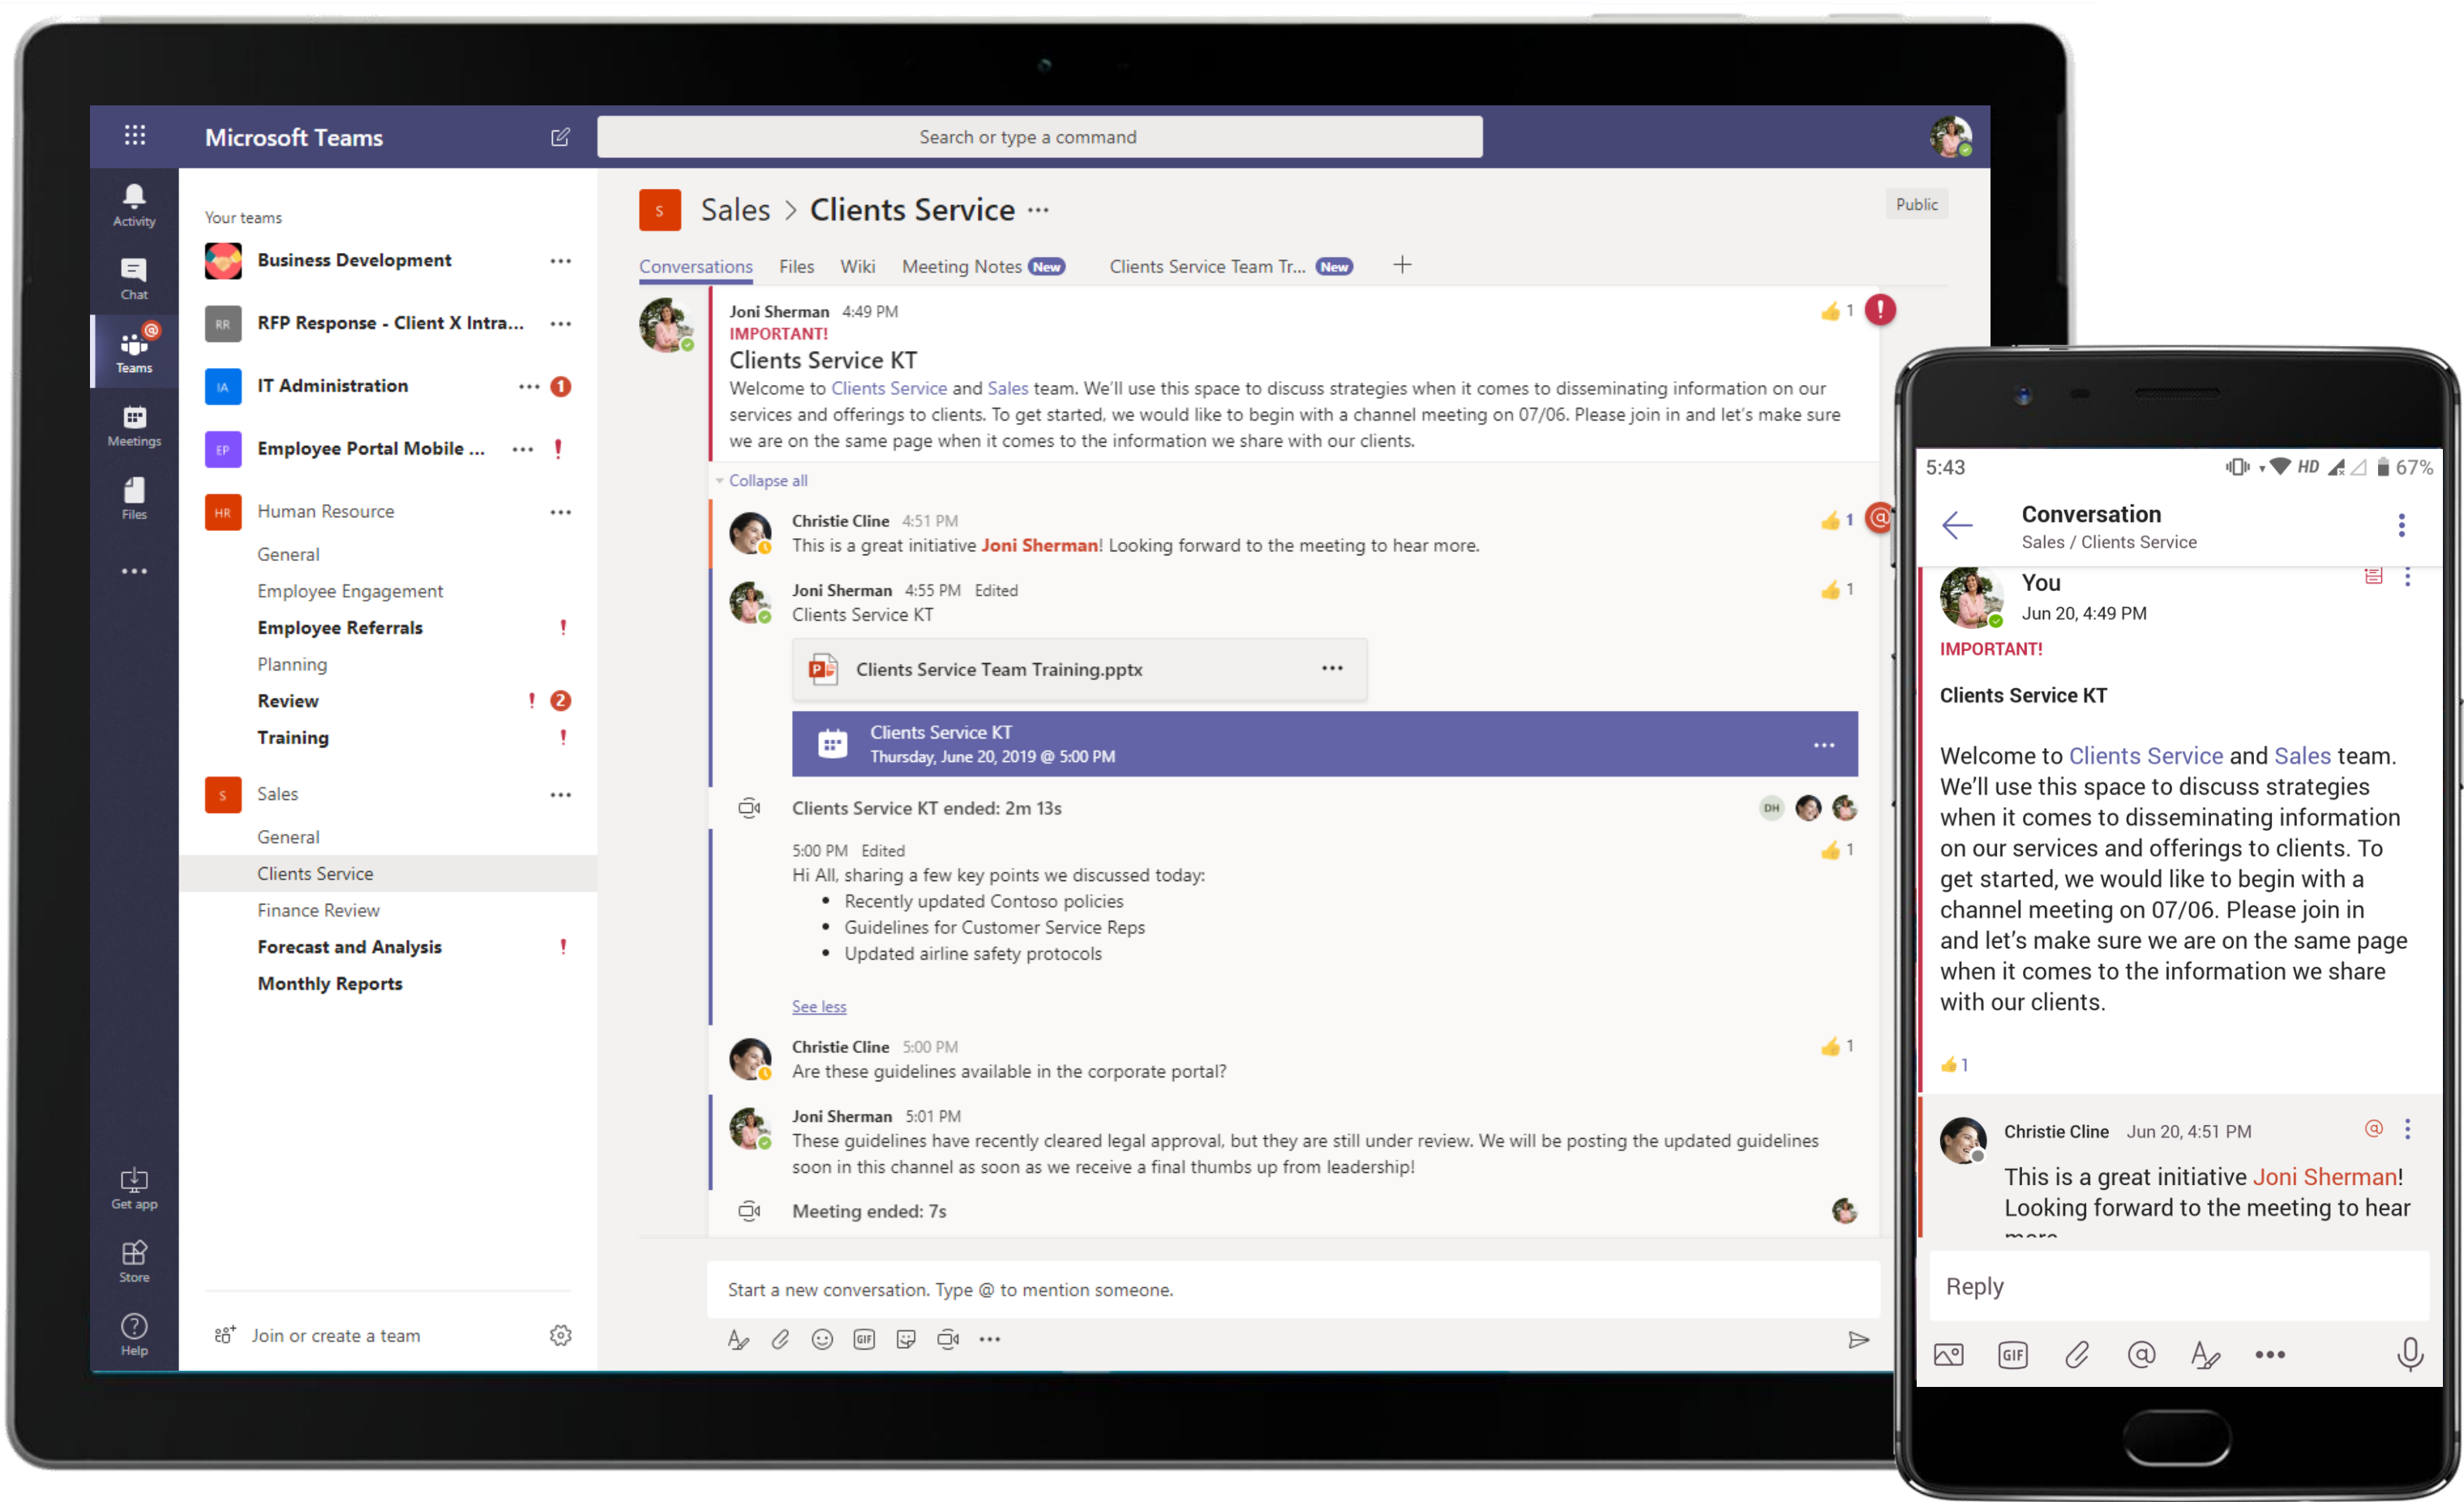 Microsoft Teams
Search or type a command
Activity
Chat
Teams
Meetings
Files
Get app
Store
Help
Your teams
Business Development
RR
RFP Response - Client X Intra...
IA
IT Administration
1
EP
Employee Portal Mobile ...
!
HR
Human Resource
General
Employee Engagement
Employee Referrals !
Planning
Review ! 2
Training !
S
Sales
General
Clients Service
Finance Review
Forecast and Analysis !
Monthly Reports
Join or create a team
S
Sales > Clients Service ...
Public
Conversations Files Wiki Meeting Notes New Clients Service Team Tr... New +
Joni Sherman 4:49 PM 1 !
IMPORTANT!
Clients Service KT
Welcome to Clients Service and Sales team. We'll use this space to discuss strategies when it comes to disseminating information on our
services and offerings to clients. To get started, we would like to begin with a channel meeting on 07/06. Please join in and let's make sure
we are on the same page when it comes to the information we share with our clients.
Collapse all
Christie Cline 4:51 PM 1 @
This is a great initiative Joni Sherman! Looking forward to the meeting to hear more.
Joni Sherman 4:55 PM Edited 1
Clients Service KT
Clients Service Team Training.pptx
Clients Service KT
Thursday, June 20, 2019 @ 5:00 PM
Clients Service KT ended: 2m 13s DH
5:00 PM Edited 1
Hi All, sharing a few key points we discussed today:
• Recently updated Contoso policies
• Guidelines for Customer Service Reps
• Updated airline safety protocols
See less
Christie Cline 5:00 PM 1
Are these guidelines available in the corporate portal?
Joni Sherman 5:01 PM
These guidelines have recently cleared legal approval, but they are still under review. We will be posting the updated guidelines
soon in this channel as soon as we receive a final thumbs up from leadership!
Meeting ended: 7s
Start a new conversation. Type @ to mention someone.
GIF
5:43 HD 67%
Conversation
Sales / Clients Service
You
Jun 20, 4:49 PM
IMPORTANT!
Clients Service KT
Welcome to Clients Service and Sales team.
We'll use this space to discuss strategies
when it comes to disseminating information
on our services and offerings to clients. To
get started, we would like to begin with a
channel meeting on 07/06. Please join in
and let's make sure we are on the same page
when it comes to the information we share
with our clients.
1
Christie Cline Jun 20, 4:51 PM @
This is a great initiative Joni Sherman!
Looking forward to the meeting to hear
more
Reply
GIF @